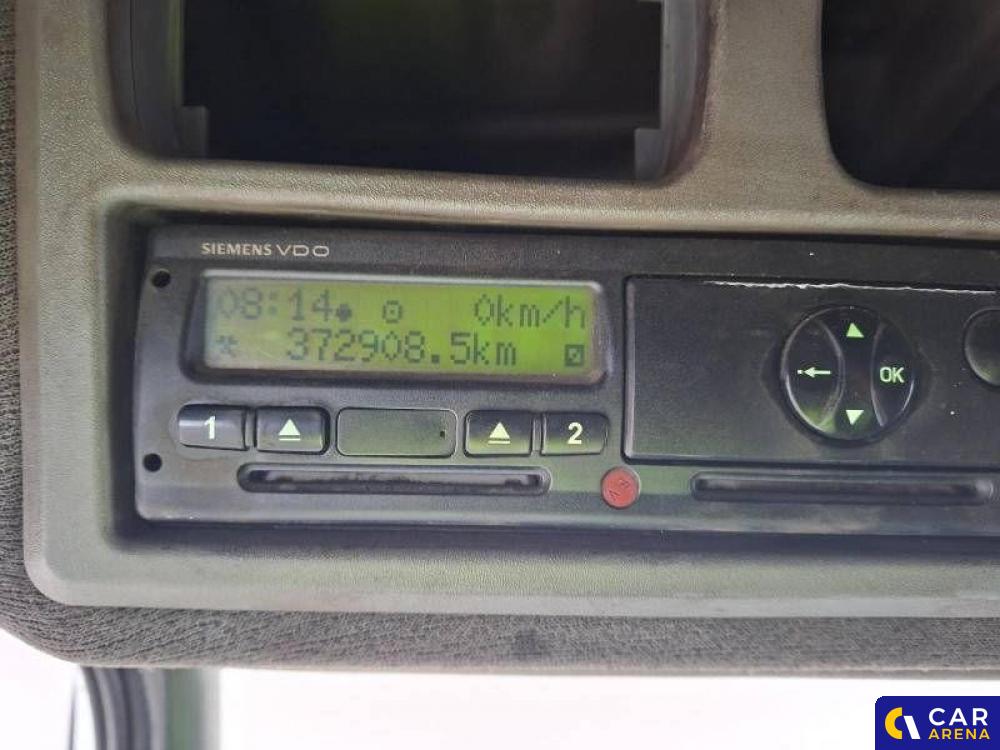 SIEMENS VDO
08:14 0km/h
372908.5km
OK
1 2
CAR
ARENA